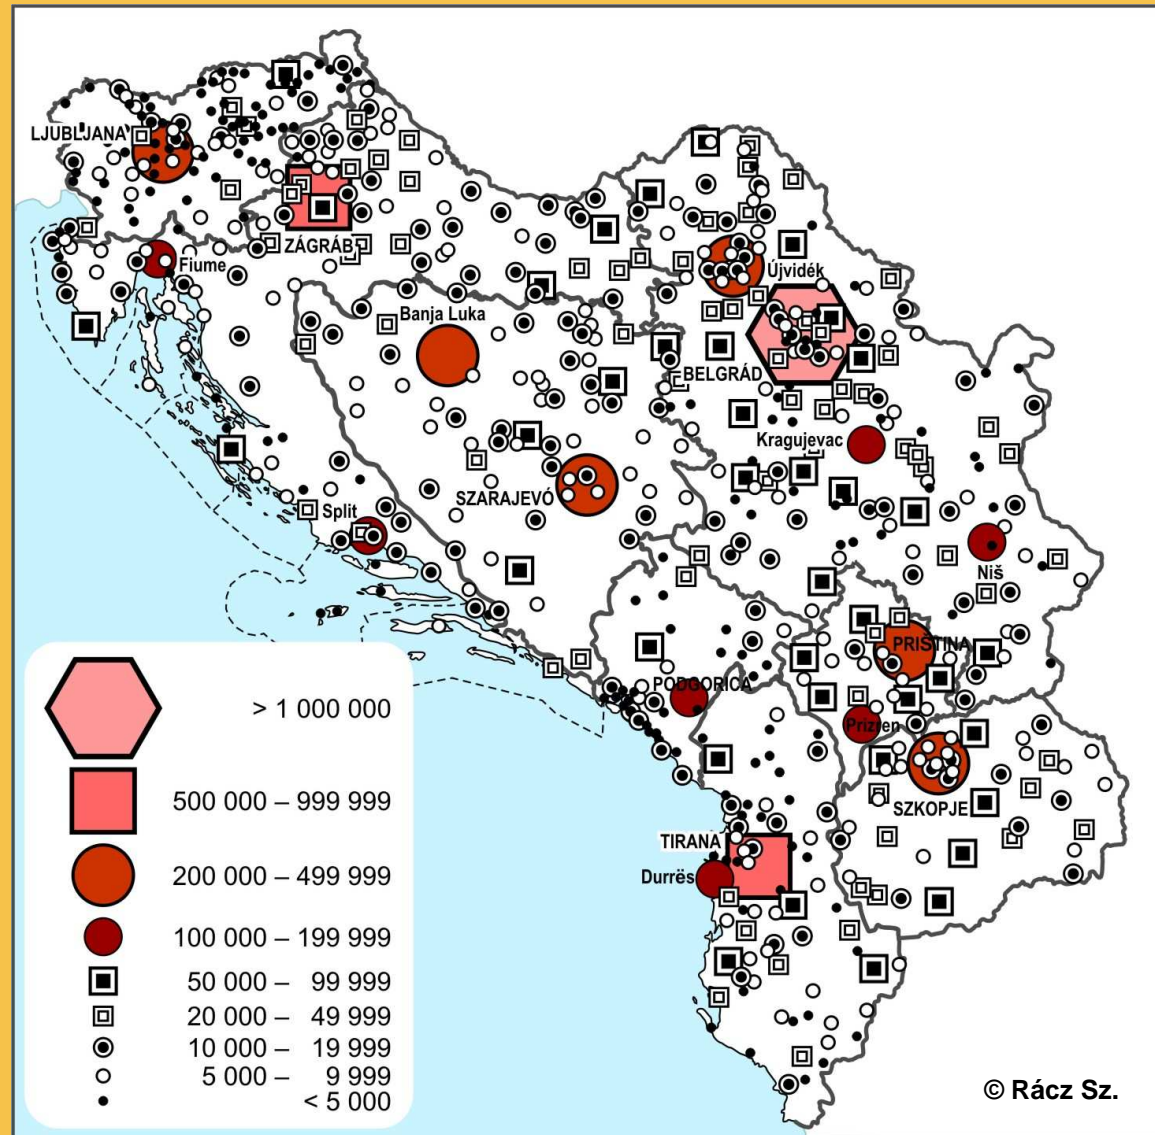 LJUBLJANA
ZÁGRÁB
Fiume
Banja Luka
Újvidék
BELGRÁD
Kragujevac
SZARAJEVÓ
Split
Niš
PRIŠTINA
PODGORICA
Prizren
SZKOPJE
TIRANA
Durrës
> 1 000 000
500 000 – 999 999
200 000 – 499 999
100 000 – 199 999
50 000 – 99 999
20 000 – 49 999
10 000 – 19 999
5 000 – 9 999
< 5 000
© Rácz Sz.